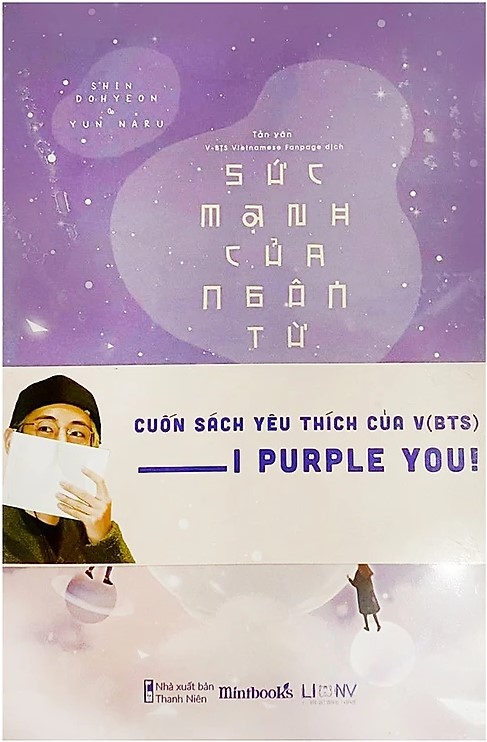 SHIN
DOHYEON
&
YUN NARU
Tản văn
V-BTS Vietnamese Fanpage dịch
SỨC
MẠNH
CỦA
NGÔN
TỪ
CUỐN SÁCH YÊU THÍCH CỦA V(BTS)
I PURPLE YOU!
Nhà xuất bản
Thanh Niên
Mintbooks